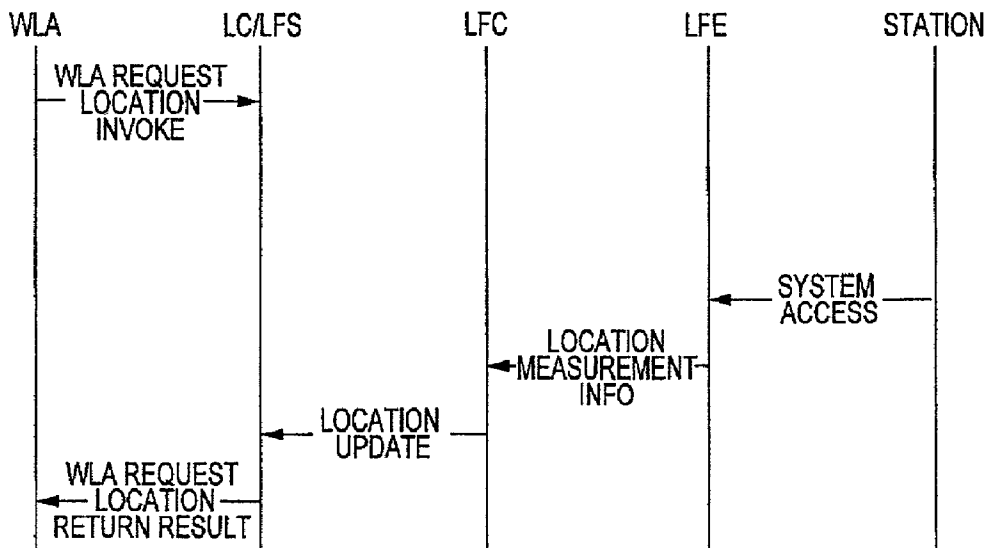 WLA LC/LFS LFC LFE STATION
WLA REQUEST
LOCATION
INVOKE
SYSTEM
ACCESS
LOCATION
MEASUREMENT
INFO
LOCATION
UPDATE
WLA REQUEST
LOCATION
RETURN RESULT